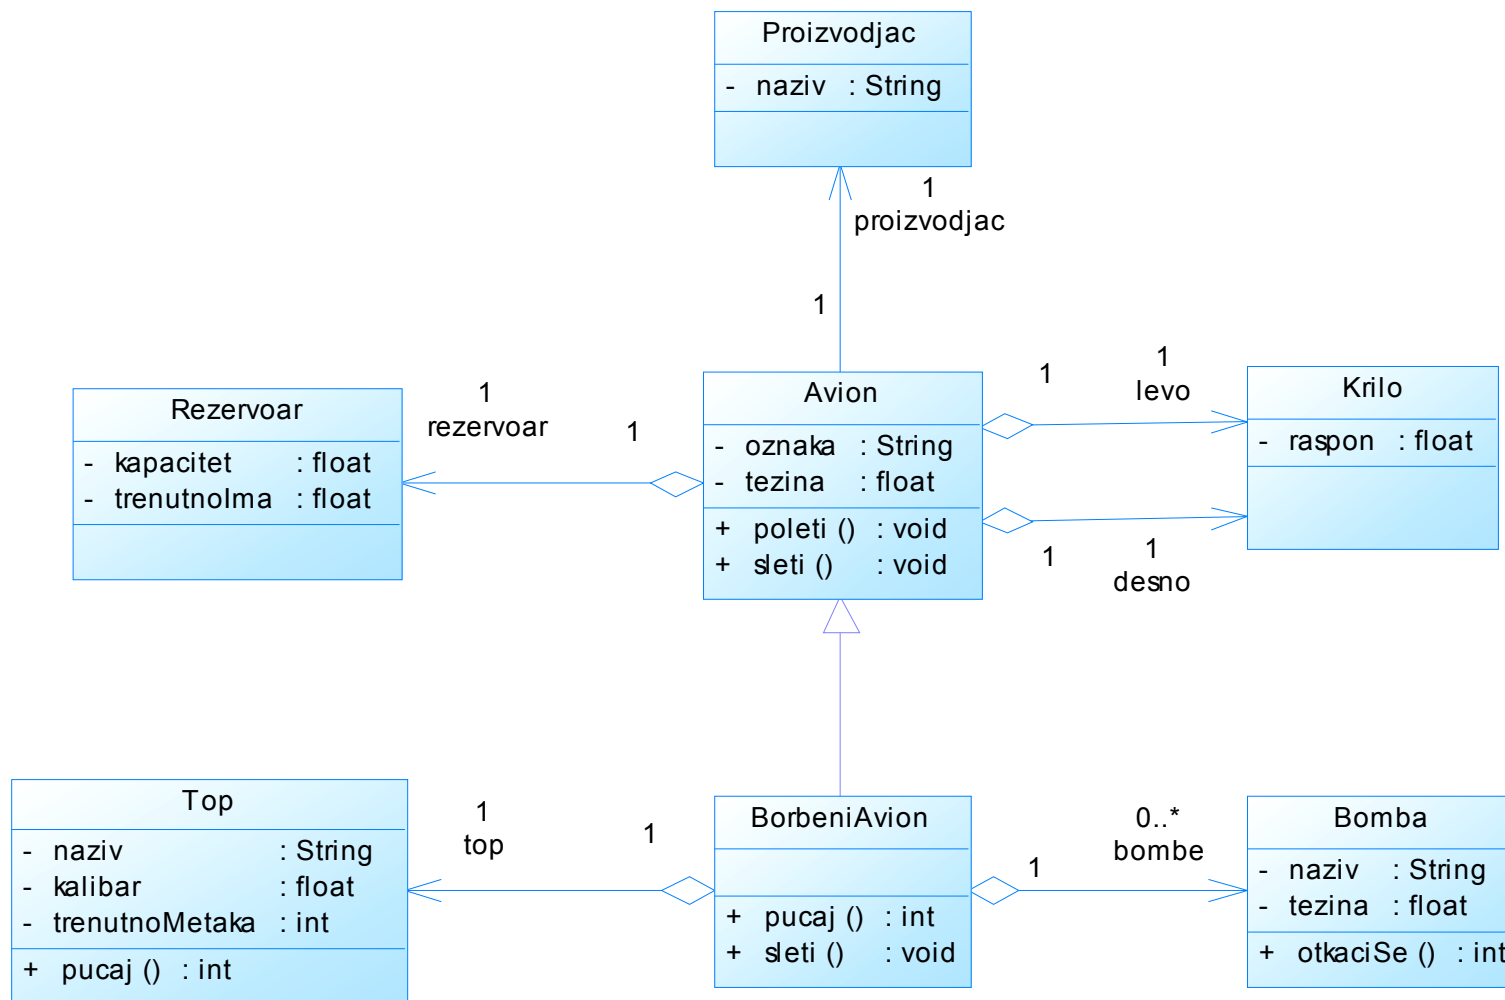 Proizvodjac
- naziv : String
1
proizvodjac
1
Rezervoar
- kapacitet : float
- trenutnoIma : float
1
rezervoar
1
Avion
- oznaka : String
- tezina : float
+ poleti () : void
+ sleti () : void
1
1
levo
1
1
desno
Krilo
- raspon : float
Top
- naziv : String
- kalibar : float
- trenutnoMetaka : int
+ pucaj () : int
1
top
1
BorbeniAvion
+ pucaj () : int
+ sleti () : void
1
0..*
bombe
Bomba
- naziv : String
- tezina : float
+ otkaciSe () : int